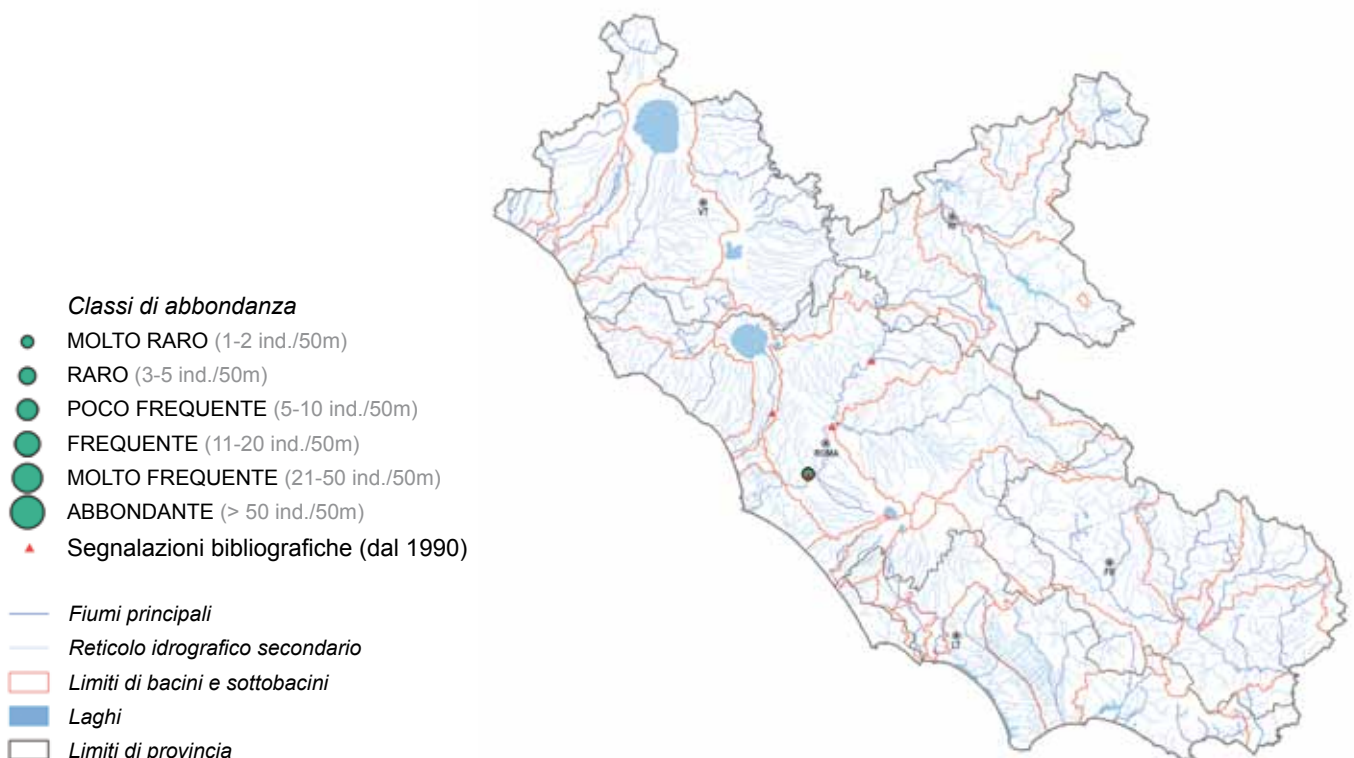 Classi di abbondanza
MOLTO RARO (1-2 ind./50m)
RARO (3-5 ind./50m)
POCO FREQUENTE (5-10 ind./50m)
FREQUENTE (11-20 ind./50m)
MOLTO FREQUENTE (21-50 ind./50m)
ABBONDANTE (> 50 ind./50m)
Segnalazioni bibliografiche (dal 1990)
Fiumi principali
Reticolo idrografico secondario
Limiti di bacini e sottobacini
Laghi
Limiti di provincia
VT
ROMA
FR
LT